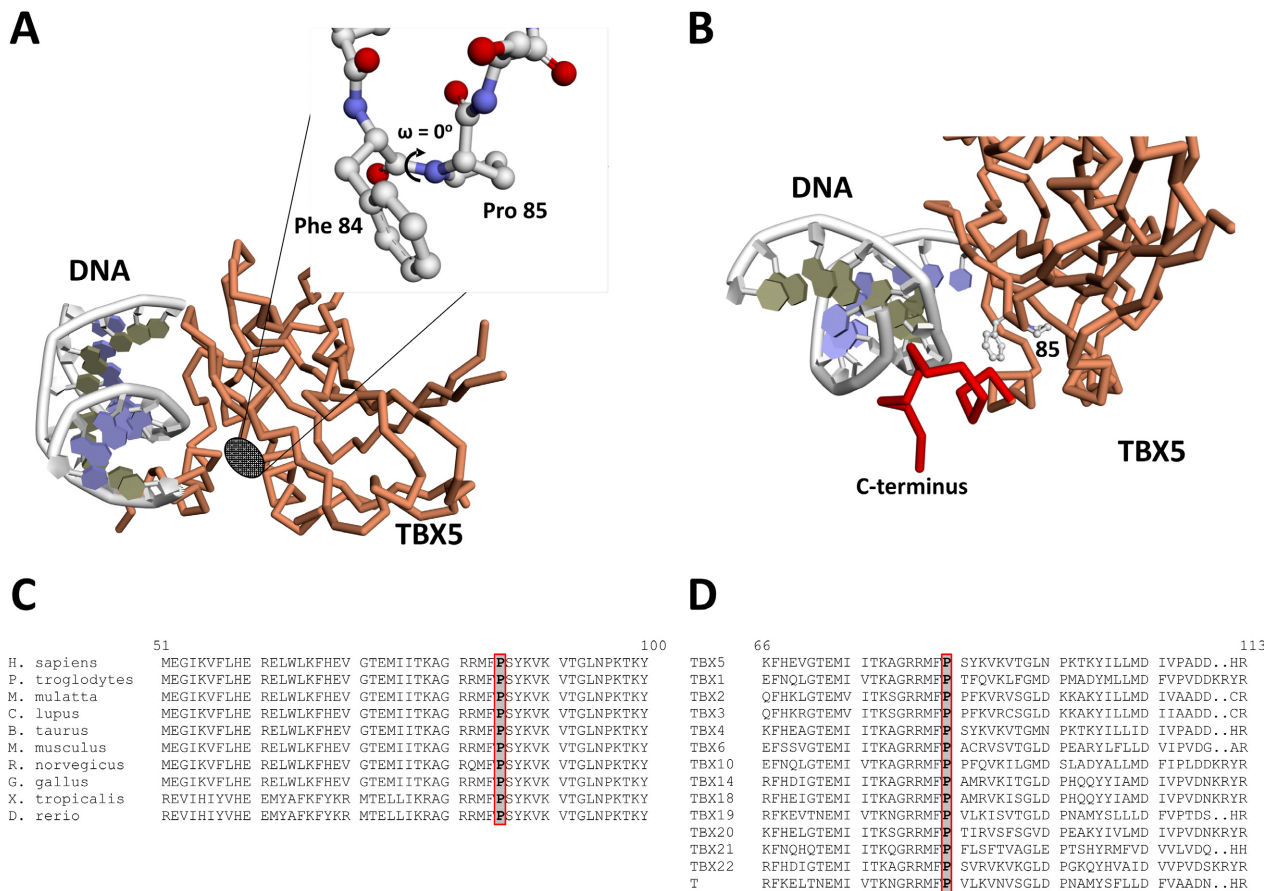 A
B
ω = 0°
Phe 84
Pro 85
DNA
TBX5
DNA
85
TBX5
C-terminus
C
51 100
H. sapiens MEGIKVFLHE RELWLKFHEV GTEMIITKAG RRMFPSYKVK VTGLNPKTKY
P. troglodytes MEGIKVFLHE RELWLKFHEV GTEMIITKAG RRMFPSYKVK VTGLNPKTKY
M. mulatta MEGIKVFLHE RELWLKFHEV GTEMIITKAG RRMFPSYKVK VTGLNPKTKY
C. lupus MEGIKVFLHE RELWLKFHEV GTEMIITKAG RRMFPSYKVK VTGLNPKTKY
B. taurus MEGIKVFLHE RELWLKFHEV GTEMIITKAG RRMFPSYKVK VTGLNPKTKY
M. musculus MEGIKVFLHE RELWLKFHEV GTEMIITKAG RRMFPSYKVK VTGLNPKTKY
R. norvegicus MEGIKVFLHE RELWLKFHEV GTEMIITKAG RQMFPSYKVK VTGLNPKTKY
G. gallus MEGIKVFLHE RELWLKFHEV GTEMIITKAG RRMFPSYKVK VTGLNPKTKY
X. tropicalis REVIHIYVHE EMYAFKFYKR MTELLIKRAG RRMFPSYKVK VTGLNPKTKY
D. rerio REVIHIYVHE EMYAFKFYKR MTELLIKRAG RRMFPSYKVK VTGLNPKTKY
D
66 113
TBX5 KFHEVGTEMI ITKAGRRMFP SYKVKVTGLN PKTKYILLMD IVPADD..HR
TBX1 EFNQLGTEMI VTKAGRRMFP TFQVKLFGMD PMADYMLLMD FVPVDDKRYR
TBX2 QFHKLGTEMI VTKSGRRMFP PFKVRVSGLD KKAKYILLMD IVAADD..CR
TBX3 QFHKRGTEMV ITKSGRRMFP PFKVRCSGLD KKAKYILLMD IIAADD..CR
TBX4 KFHEAGTEMI ITKAGRRMFP SYKVKVTGMN PKTKYILLID IVPADD..HR
TBX6 EFSSVGTEMI ITKAGRRMFP ACRVSVTGLD PEARYLFLLD VIPVDG..AR
TBX10 EFNQLGTEMI VTKAGRRMFP PFQVKILGMD SLADYALLMD FIPLDDKRYR
TBX14 RFHDIGTEMI ITKAGRRMFP AMRVKITGLD PHQQYYIAMD IVPVDNKRYR
TBX18 RFHEIGTEMI ITKAGRRMFP AMRVKISGLD PHQQYYIAMD IVPVDNKRYR
TBX19 RFKEVTNEMI VTKNGRRMFP VLKISVTGLD PNAMYSLLLD FVPTDS..HR
TBX20 KFHELGTEMI ITKSGRRMFP TIRVSFSGVD PEAKYIVLMD IVPVDNKRYR
TBX21 KFNQHQTEMI ITKQGRRMFP FLSFTVAGLE PTSHYRMFVD VVLVDQ..HH
TBX22 RFHDIGTEMI ITKAGRRMFP SVRVKVKGLD PGKQYHVAID VVPVDSKRYR
T RFKELTNEMI VTKNGRRMFP VLKVNVSGLD PNAMYSFLLD FVAADN..HR